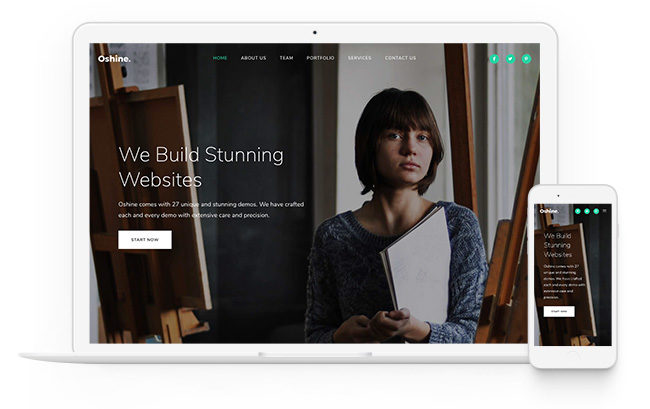 Oshine.
HOME ABOUT US TEAM PORTFOLIO SERVICES CONTACT US
We Build Stunning
Websites
Oshine comes with 27 unique and stunning demos. We have crafted
each and every demo with extensive care and precision.
START NOW
Oshine.
We Build
Stunning
Websites
Oshine comes with 27
unique and stunning
demos. We have crafted
each and every demo with
extensive care and
precision.
START NOW